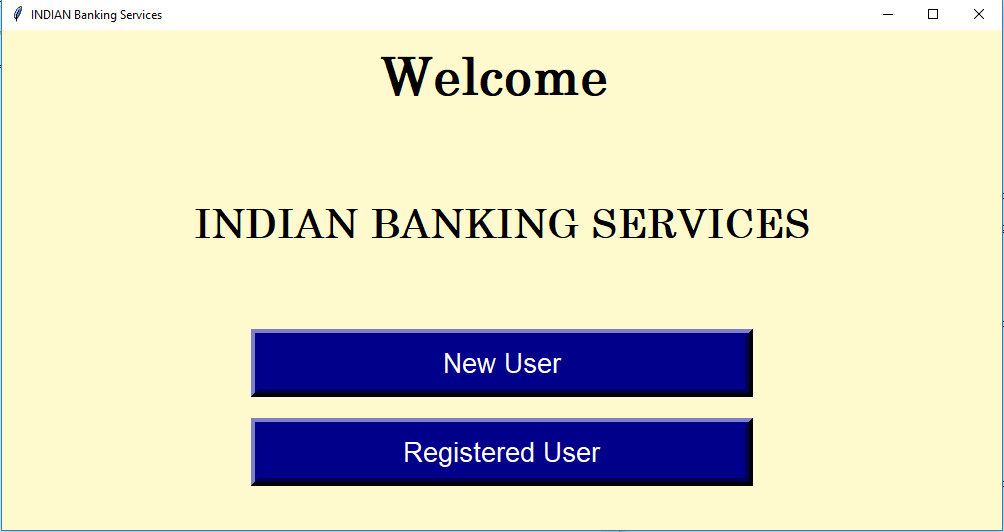 INDIAN Banking Services
Welcome
INDIAN BANKING SERVICES
New User
Registered User